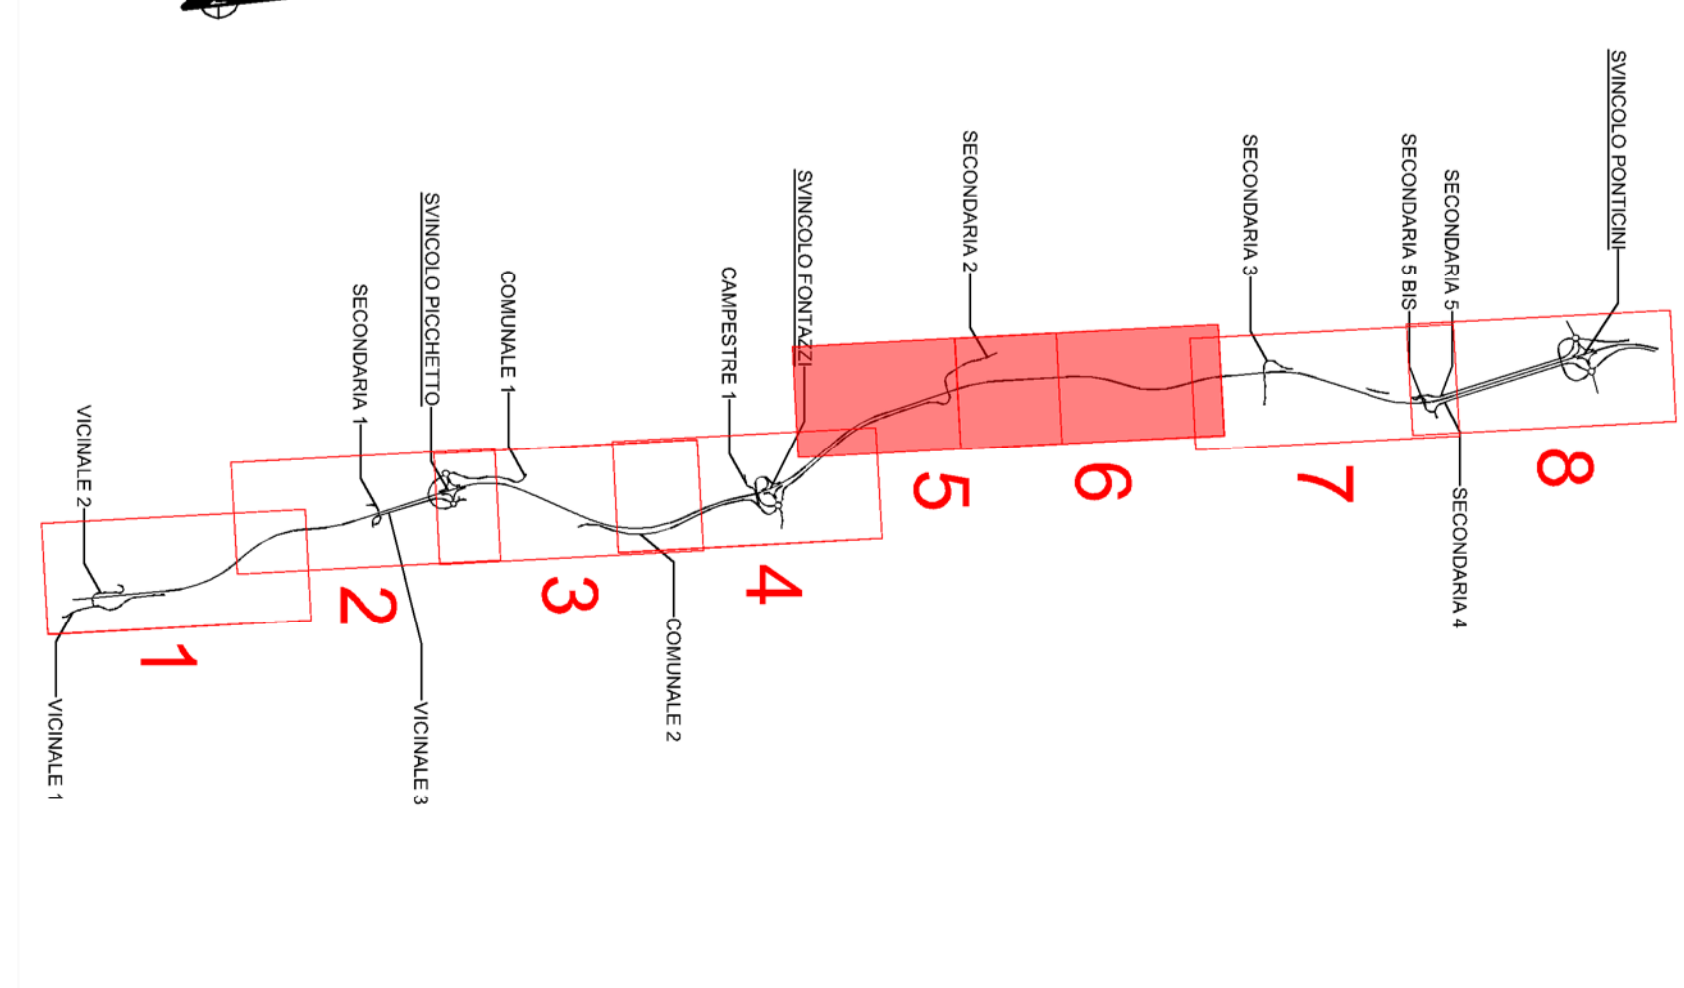 SVINCOLO PONTICINI
SECONDARIA 5
SECONDARIA 5 BIS
SECONDARIA 4
SECONDARIA 3
SECONDARIA 2
SVINCOLO FONTAZZI
CAMPESTRE 1
COMUNALE 2
COMUNALE 1
SVINCOLO PICCHETTO
SECONDARIA 1
VICINALE 3
VICINALE 2
VICINALE 1
1
2
3
4
5
6
7
8